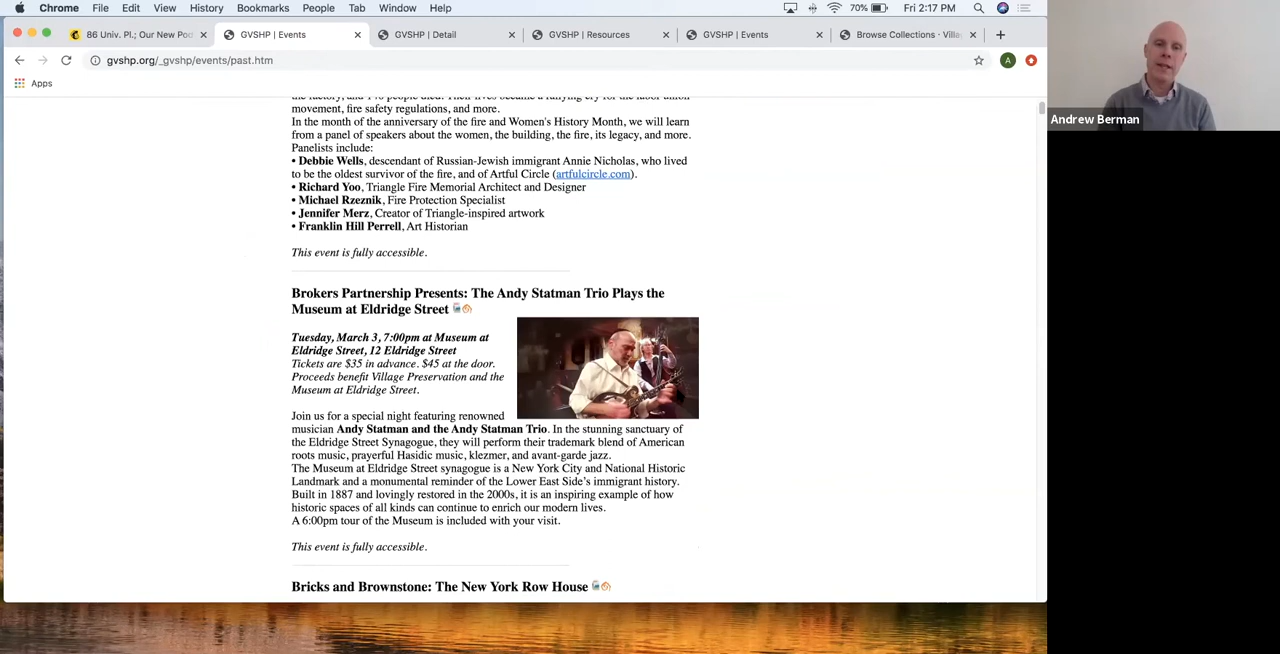 Chrome File Edit View History Bookmarks People Tab Window Help 70% Fri 2:17 PM
86 Univ. Pl.; Our New Pod GVSHP | Events GVSHP | Detail GVSHP | Resources GVSHP | Events Browse Collections · Villa
gvshp.org/_gvshp/events/past.htm A
Apps
movement, fire safety regulations, and more.
In the month of the anniversary of the fire and Women's History Month, we will learn
from a panel of speakers about the women, the building, the fire, its legacy, and more.
Panelists include:
• Debbie Wells, descendant of Russian-Jewish immigrant Annie Nicholas, who lived
to be the oldest survivor of the fire, and of Artful Circle (artfulcircle.com).
• Richard Yoo, Triangle Fire Memorial Architect and Designer
• Michael Rzeznik, Fire Protection Specialist
• Jennifer Merz, Creator of Triangle-inspired artwork
• Franklin Hill Perrell, Art Historian
This event is fully accessible.
Brokers Partnership Presents: The Andy Statman Trio Plays the
Museum at Eldridge Street
Tuesday, March 3, 7:00pm at Museum at
Eldridge Street, 12 Eldridge Street
Tickets are $35 in advance. $45 at the door.
Proceeds benefit Village Preservation and the
Museum at Eldridge Street.
Join us for a special night featuring renowned
musician Andy Statman and the Andy Statman Trio. In the stunning sanctuary of
the Eldridge Street Synagogue, they will perform their trademark blend of American
roots music, prayerful Hasidic music, klezmer, and avant-garde jazz.
The Museum at Eldridge Street synagogue is a New York City and National Historic
Landmark and a monumental reminder of the Lower East Side's immigrant history.
Built in 1887 and lovingly restored in the 2000s, it is an inspiring example of how
historic spaces of all kinds can continue to enrich our modern lives.
A 6:00pm tour of the Museum is included with your visit.
This event is fully accessible.
Bricks and Brownstone: The New York Row House
Andrew Berman